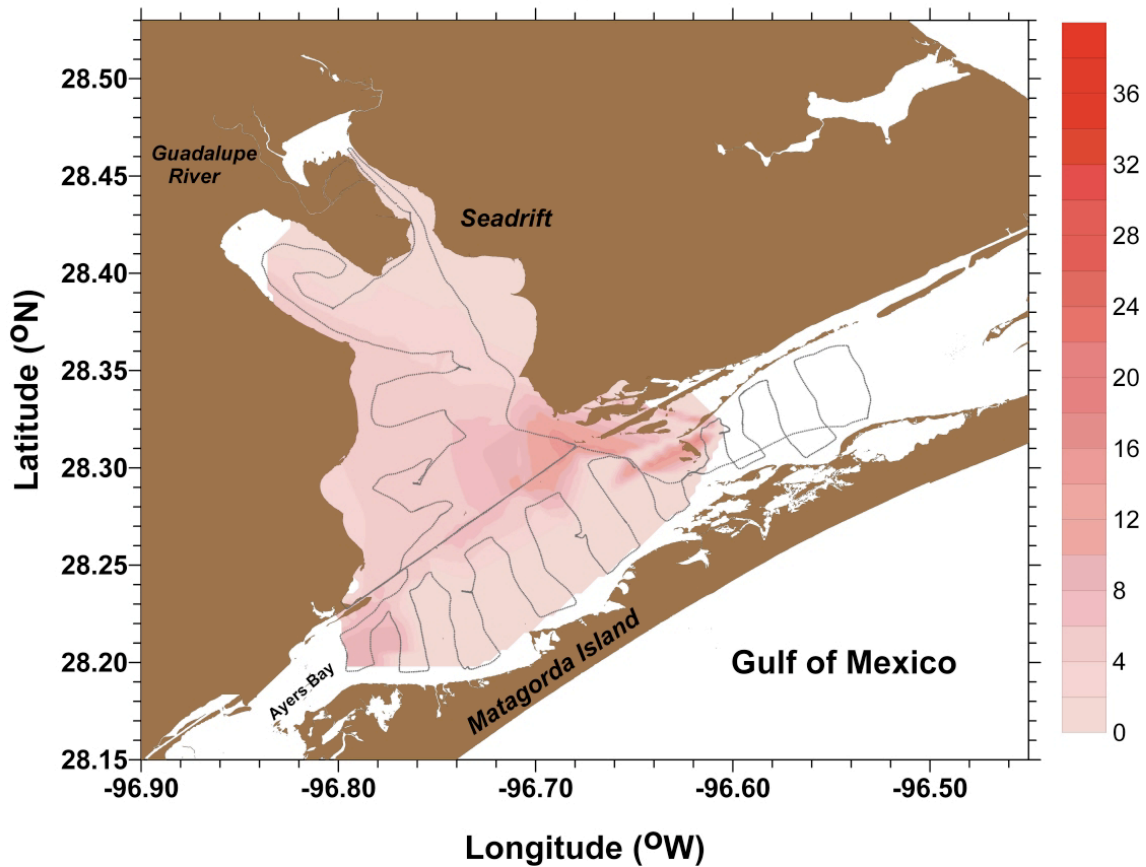 28.50
28.45
28.40
28.35
28.30
28.25
28.20
28.15
Latitude (ºN)
Guadalupe
River
Seadrift
Ayers Bay
Matagorda Island
Gulf of Mexico
-96.90
-96.80
-96.70
-96.60
-96.50
Longitude (ºW)
36
32
28
24
20
16
12
8
4
0